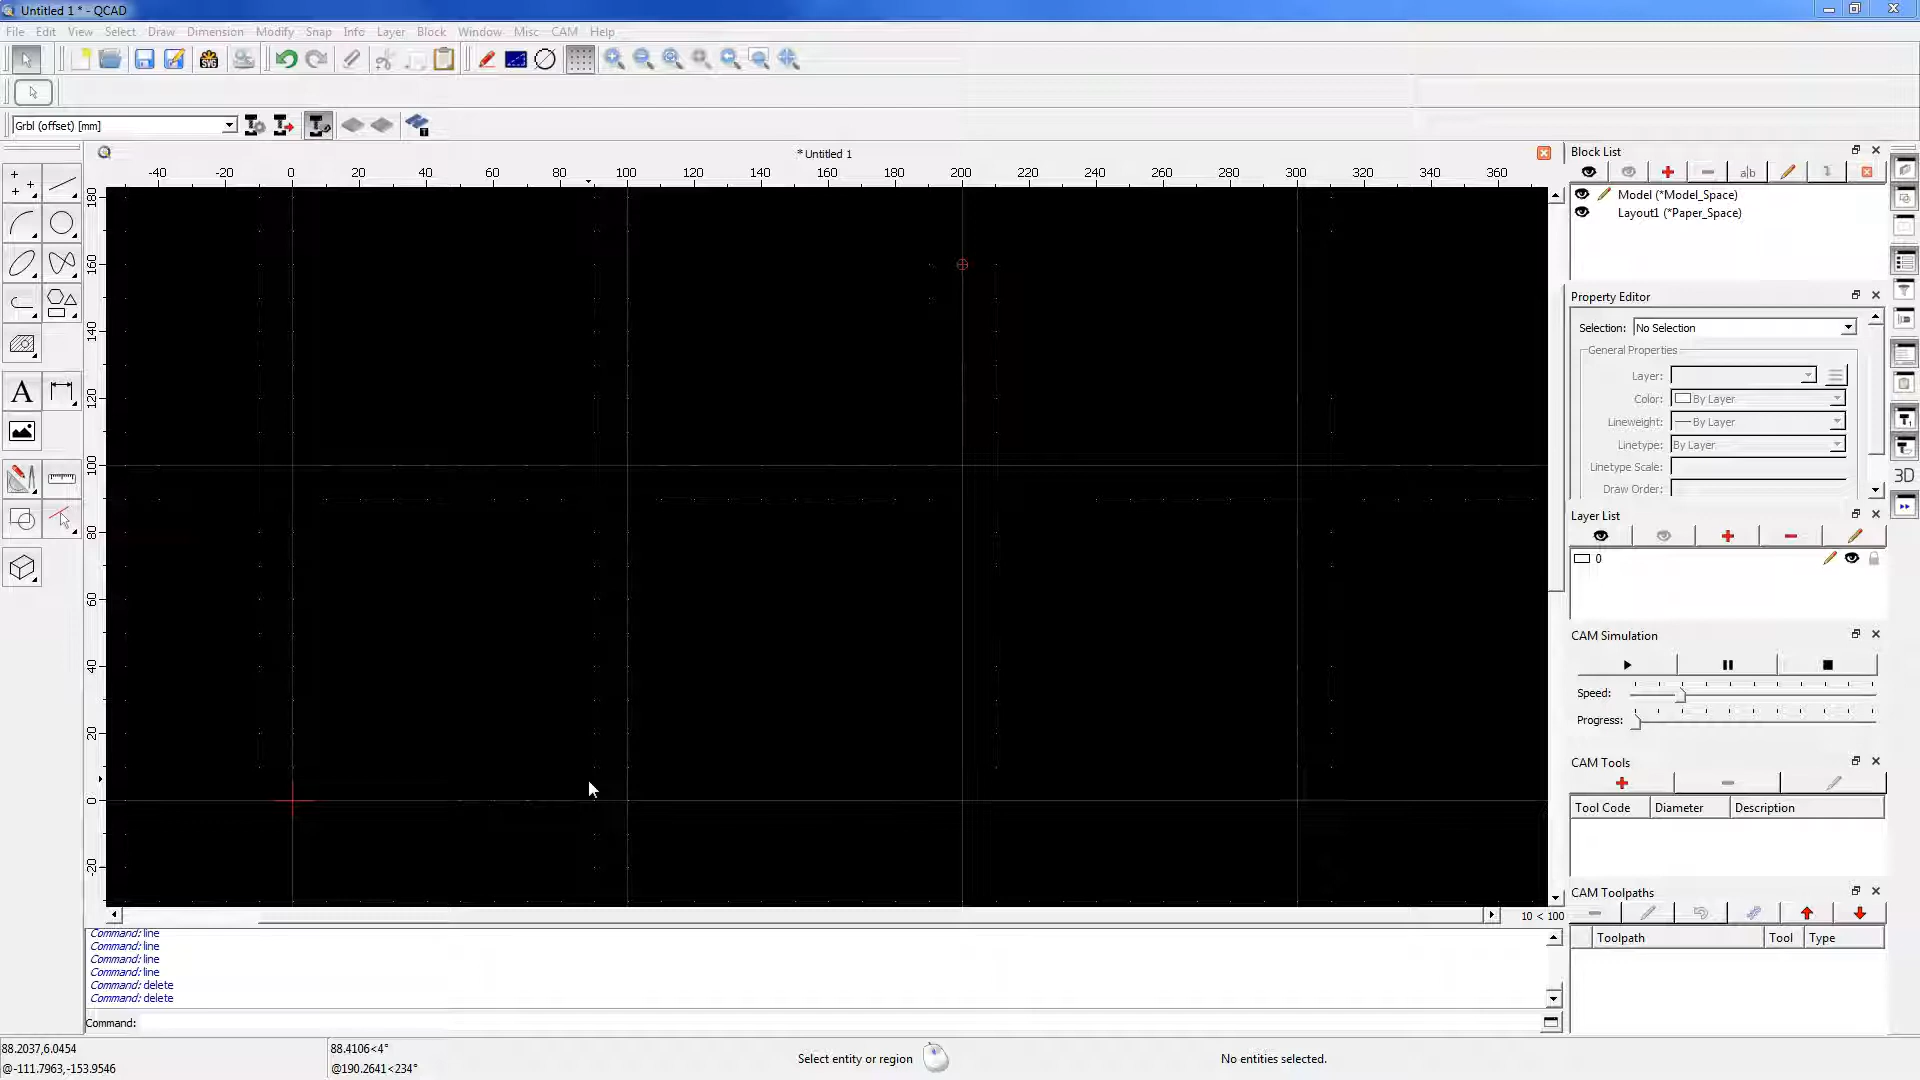 Untitled 1 * - QCAD
File Edit View Select Draw Dimension Modify Snap Info Layer Block Window Misc CAM Help
SVG
Grbl (offset) [mm]
* Untitled 1
-40 -20 0 20 40 60 80 100 120 140 160 180 200 220 240 260 280 300 320 340 360
180
160
140
120
100
80
60
40
20
0
-20
A
10 < 100
Command: line
Command: line
Command: line
Command: line
Command: delete
Command: delete
Command:
Block List
a|b
Model (*Model_Space)
Layout1 (*Paper_Space)
Property Editor
Selection: No Selection
General Properties
Layer:
Color: By Layer
Lineweight: By Layer
Linetype: By Layer
Linetype Scale:
Draw Order:
3D
Layer List
0
CAM Simulation
Speed:
Progress:
CAM Tools
Tool Code Diameter Description
CAM Toolpaths
Toolpath Tool Type
88.2037,6.0454
@-111.7963,-153.9546
88.4106<4°
@190.2641<234°
Select entity or region
No entities selected.